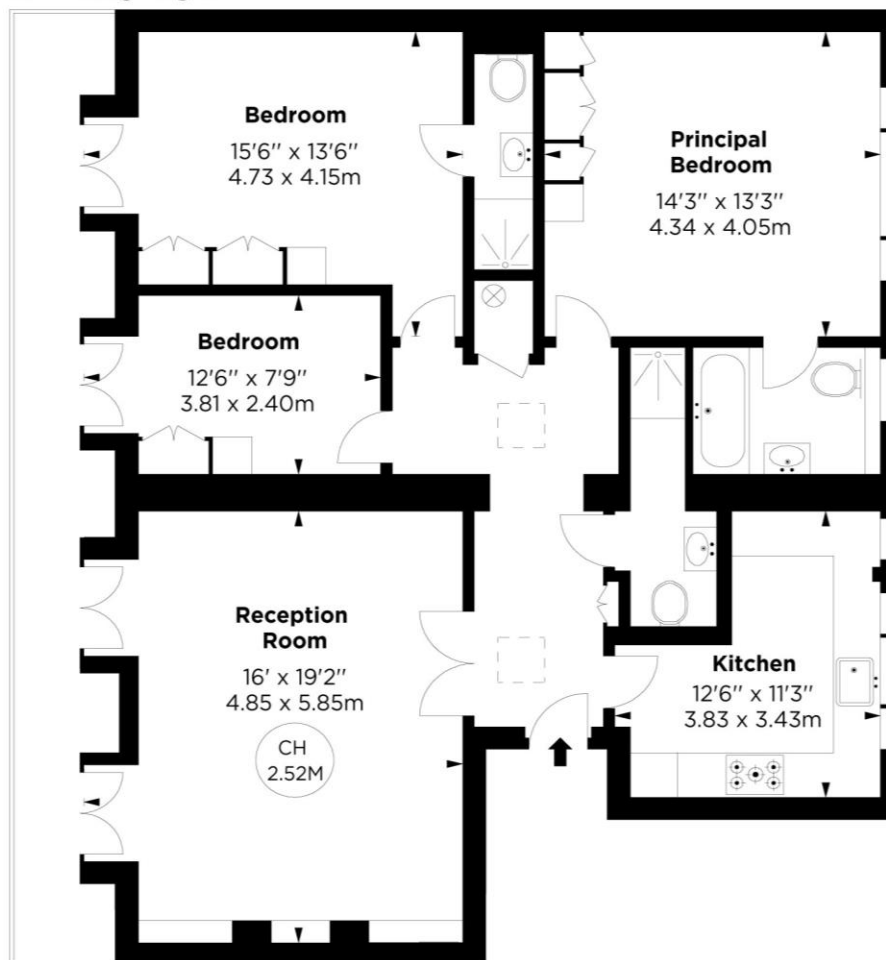 Bedroom
15'6" x 13'6"
4.73 x 4.15m
Principal
Bedroom
14'3" x 13'3"
4.34 x 4.05m
Bedroom
12'6" x 7'9"
3.81 x 2.40m
Reception
Room
16' x 19'2"
4.85 x 5.85m
CH
2.52M
Kitchen
12'6" x 11'3"
3.83 x 3.43m